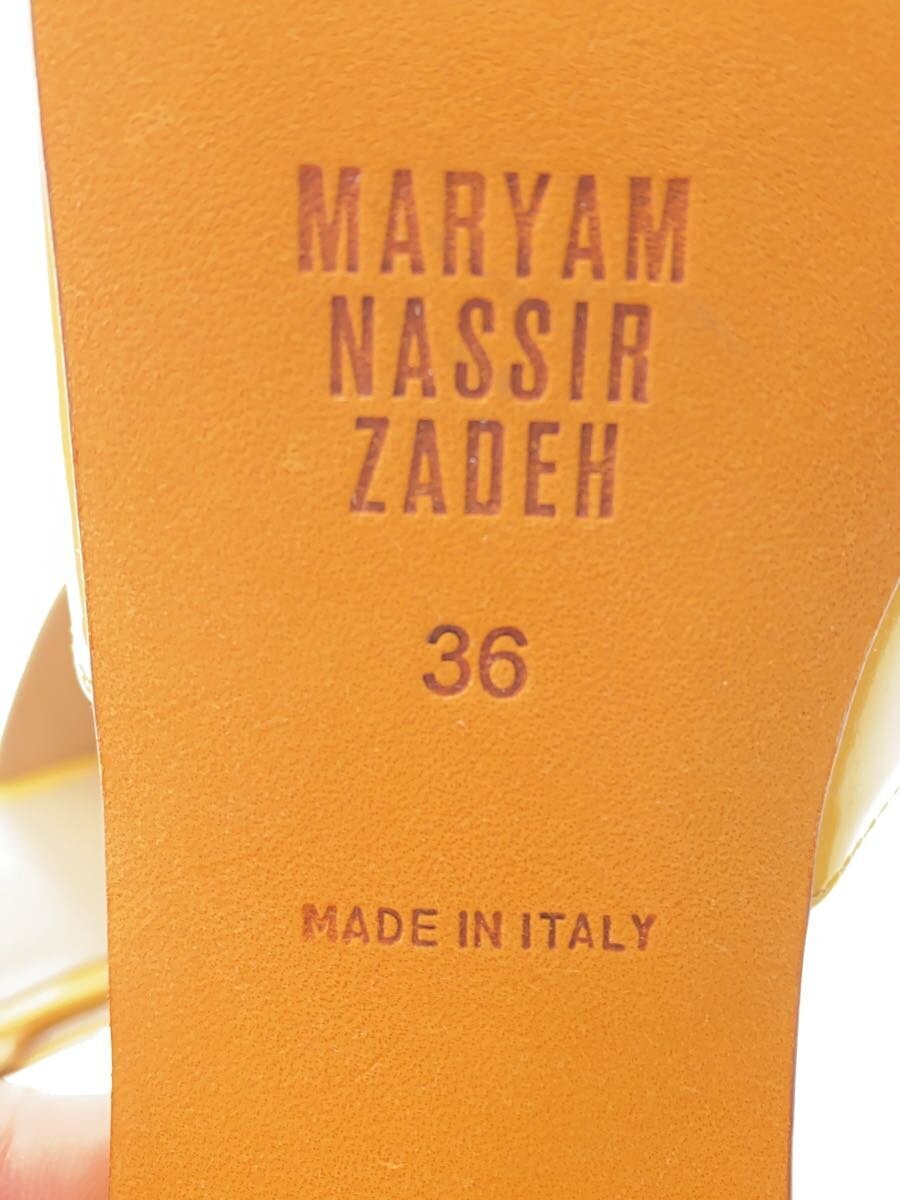 MARYAM
NASSIR
ZADEH
36
MADE IN ITALY